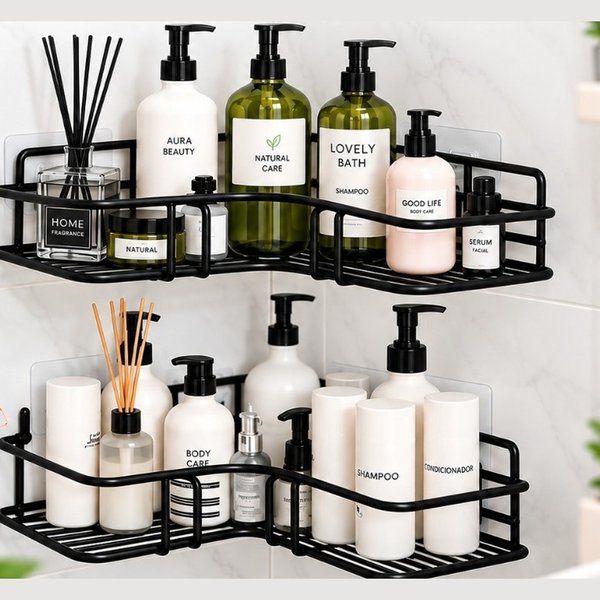 AURA
BEAUTY
NATURAL
CARE
LOVELY
BATH
SHAMPOO
GOOD LIFE
BODY CARE
HOME
FRAGRANCE
NATURAL
SERUM
FACIAL
BODY
CARE
SHAMPOO
CONDICIONADOR